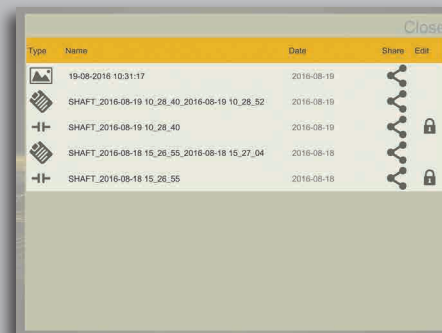 Close
Type Name Date Share Edit
19-08-2016 10:31:17 2016-08-19
SHAFT_2016-08-19 10_28_40_2016-08-19 10_28_52 2016-08-19
SHAFT_2016-08-19 10_28_40 2016-08-19
SHAFT_2016-08-18 15_26_55_2016-08-18 15_27_04 2016-08-18
SHAFT_2016-08-18 15_26_55 2016-08-18